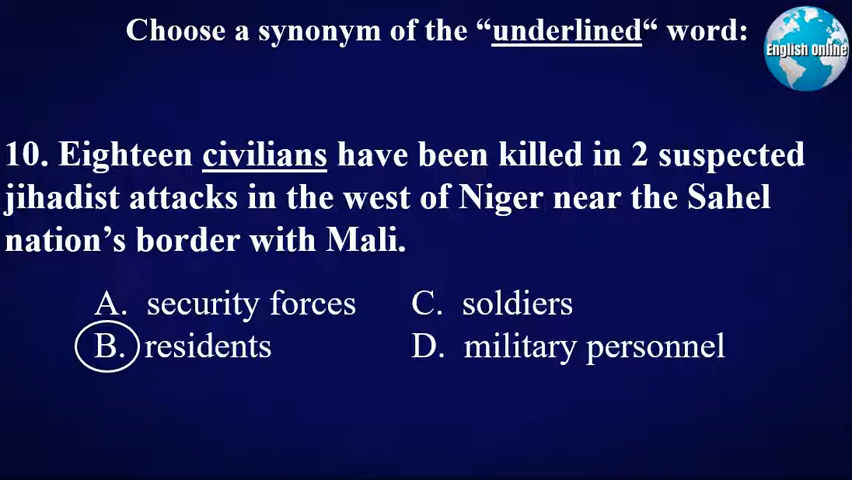 Choose a synonym of the “underlined“ word:
English Online
10. Eighteen civilians have been killed in 2 suspected
jihadist attacks in the west of Niger near the Sahel
nation’s border with Mali.
A. security forces
C. soldiers
B. residents
D. military personnel